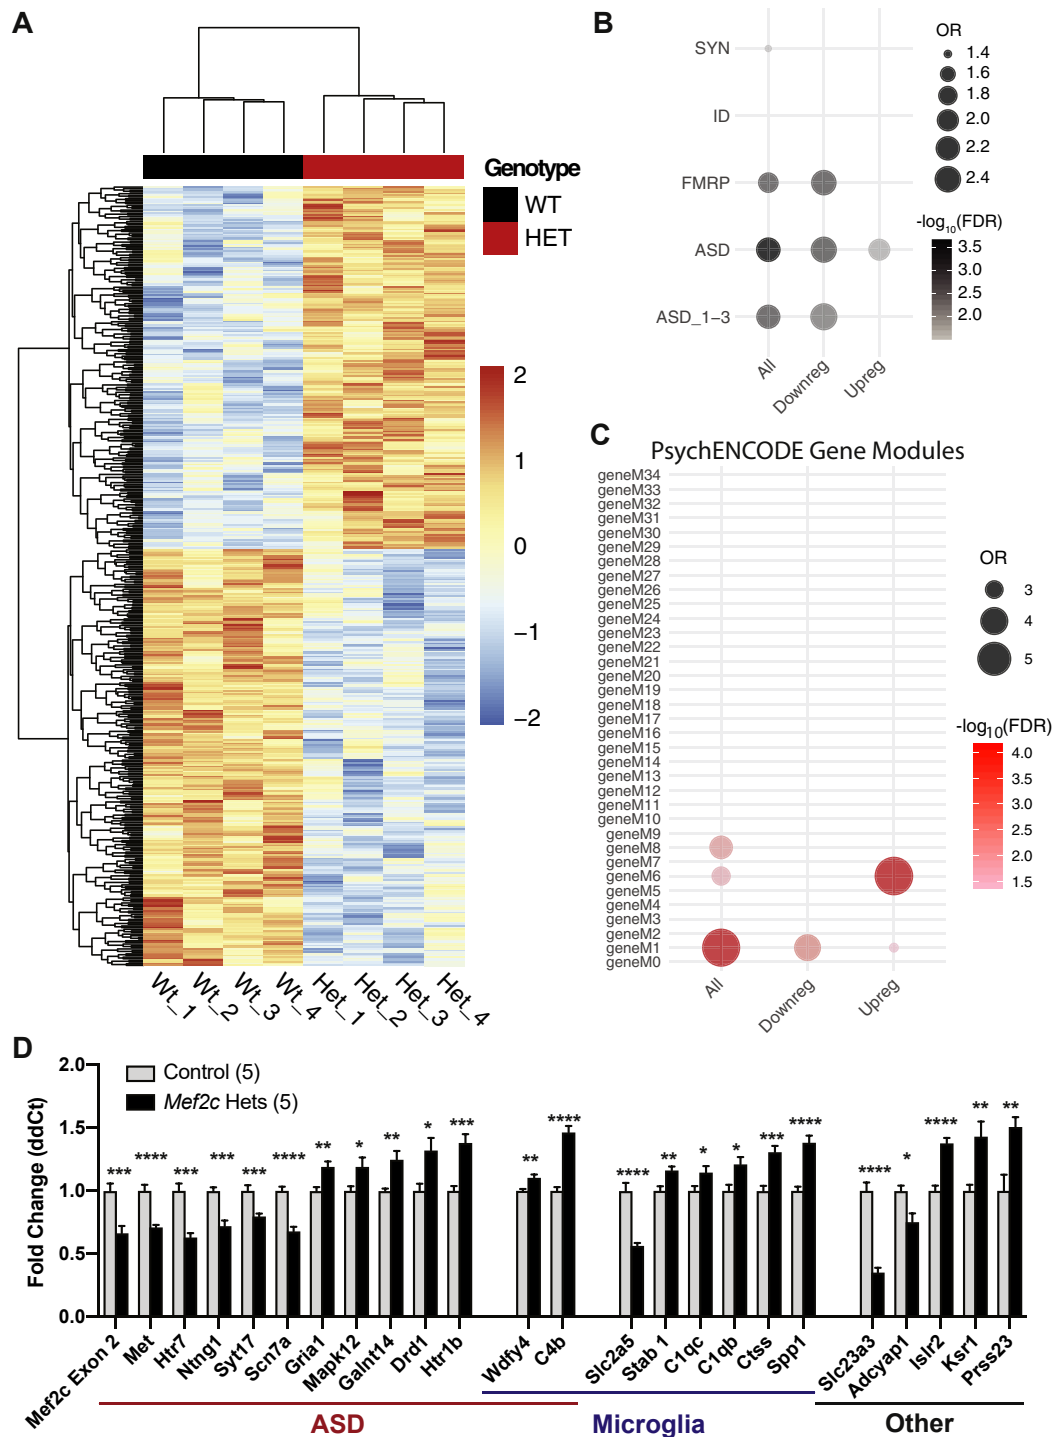 A
Genotype
WT
HET
2
1
0
−1
−2
Wt_1
Wt_2
Wt_3
Wt_4
Het_1
Het_2
Het_3
Het_4
B
SYN
ID
FMRP
ASD
ASD_1−3
All
Downreg
Upreg
OR
1.4
1.6
1.8
2.0
2.2
2.4
-log10(FDR)
3.5
3.0
2.5
2.0
C
PsychENCODE Gene Modules
geneM34
geneM33
geneM32
geneM31
geneM30
geneM29
geneM28
geneM27
geneM26
geneM25
geneM24
geneM23
geneM22
geneM21
geneM20
geneM19
geneM18
geneM17
geneM16
geneM15
geneM14
geneM13
geneM12
geneM11
geneM10
geneM9
geneM8
geneM7
geneM6
geneM5
geneM4
geneM3
geneM2
geneM1
geneM0
All
Downreg
Upreg
OR
3
4
5
-log10(FDR)
4.0
3.5
3.0
2.5
2.0
1.5
D
Fold Change (ddCt)
2.0
1.5
1.0
0.5
0.0
Control (5)
Mef2c Hets (5)
*** **** *** *** *** **** ** * ** * *** ** **** **** ** * * *** **** **** * **** ** **
Mef2c Exon 2
Met
Htr7
Ntng1
Syt17
Scn7a
Gria1
Mapk12
Galnt14
Drd1
Htr1b
Wdfy4
C4b
Slc2a5
Stab 1
C1qc
C1qb
Ctss
Spp1
Slc23a3
Adcyap1
Islr2
Ksr1
Prss23
ASD
Microglia
Other